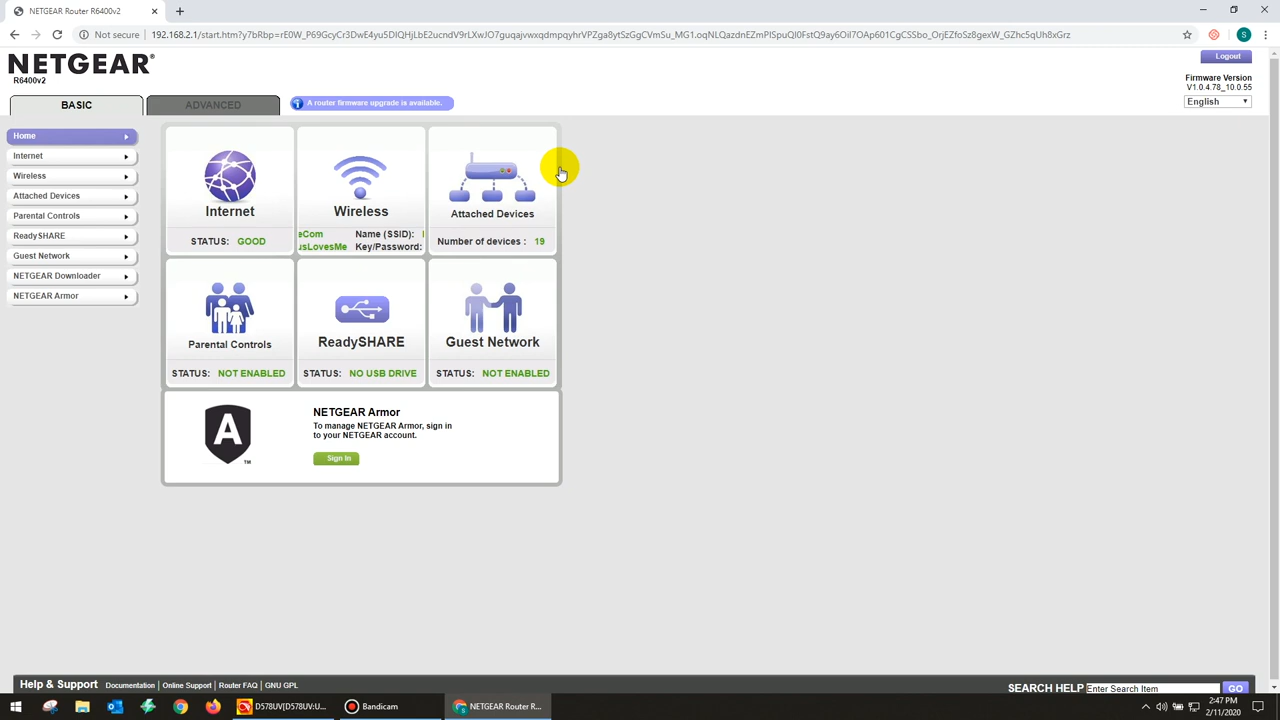 NETGEAR Router R6400v2
Not secure
192.168.2.1/start.htm?
NETGEAR®
R6400v2
Logout
Firmware Version
V1.0.4.78_10.0.55
English
BASIC
ADVANCED
A router firmware upgrade is available.
Home
Internet
Wireless
Attached Devices
Parental Controls
ReadySHARE
Guest Network
NETGEAR Downloader
NETGEAR Armor
Internet
STATUS: GOOD
Wireless
eCom Name (SSID):
usLovesMe Key/Password:
Attached Devices
Number of devices : 19
Parental Controls
STATUS: NOT ENABLED
ReadySHARE
STATUS: NO USB DRIVE
Guest Network
STATUS: NOT ENABLED
A
NETGEAR Armor
To manage NETGEAR Armor, sign in
to your NETGEAR account.
Sign In
Help & Support Documentation Online Support Router FAQ GNU GPL
SEARCH HELP Enter Search Item GO
D578UV[D578UV:U...
Bandicam
NETGEAR Router R...
2:47 PM
2/11/2020